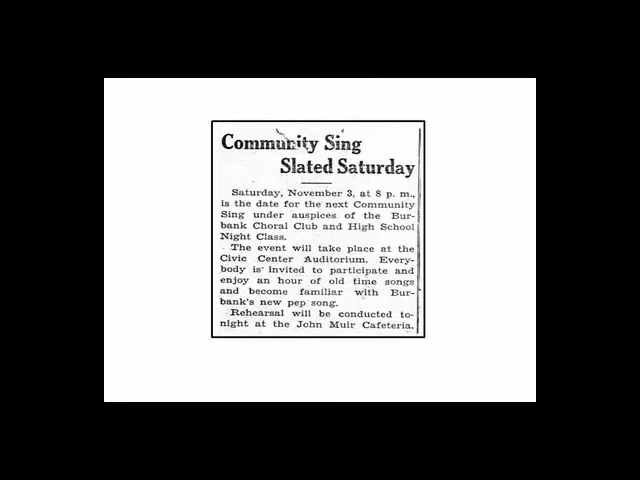 Community Sing
Slated Saturday
Saturday, November 3, at 8 p. m.,
is the date for the next Community
Sing under auspices of the Bur-
bank Choral Club and High School
Night Class.
The event will take place at the
Civic Center Auditorium. Every-
body is invited to participate and
enjoy an hour of old time songs
and become familiar with Bur-
bank's new pep song.
Rehearsal will be conducted to-
night at the John Muir Cafeteria.